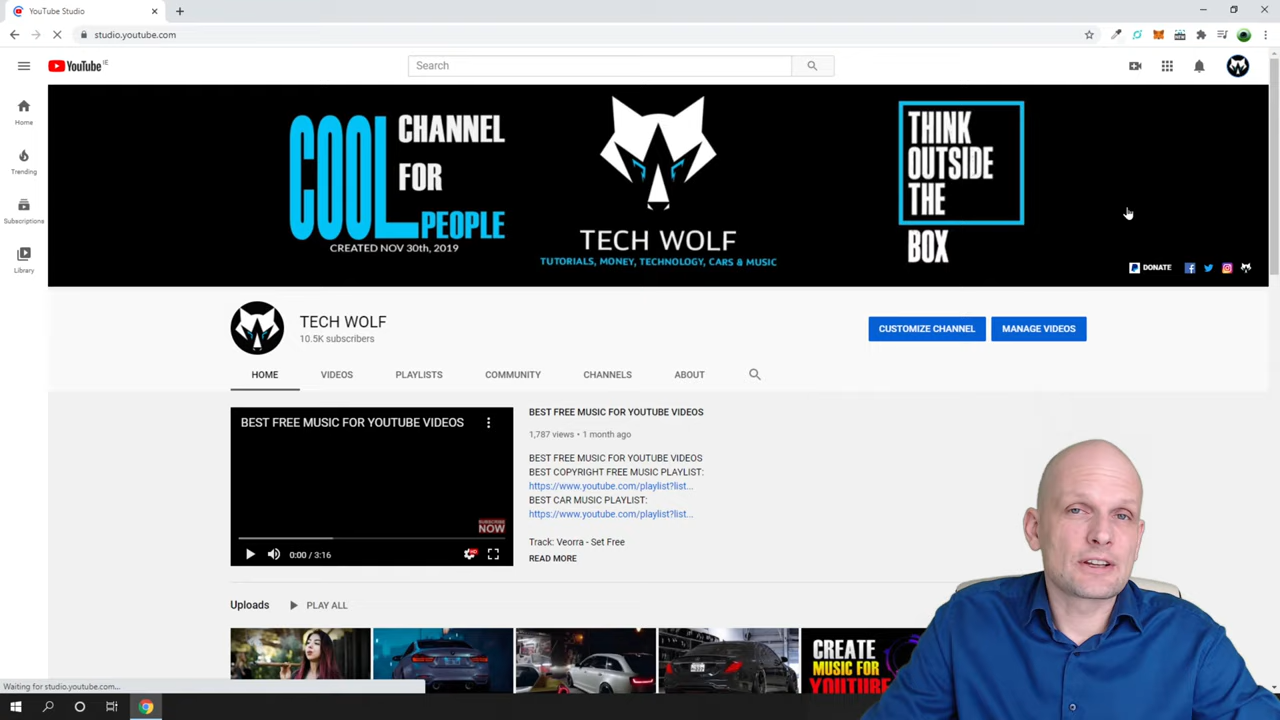 YouTube Studio
studio.youtube.com
YouTube IE
Search
COOL CHANNEL FOR PEOPLE
CREATED NOV 30th, 2019
TECH WOLF
TUTORIALS, MONEY, TECHNOLOGY, CARS & MUSIC
THINK
OUTSIDE
THE
BOX
DONATE
Home
Trending
Subscriptions
Library
TECH WOLF
10.5K subscribers
CUSTOMIZE CHANNEL
MANAGE VIDEOS
HOME VIDEOS PLAYLISTS COMMUNITY CHANNELS ABOUT
BEST FREE MUSIC FOR YOUTUBE VIDEOS
SUBSCRIBE
NOW
0:00 / 3:16
HD
BEST FREE MUSIC FOR YOUTUBE VIDEOS
1,787 views • 1 month ago
BEST FREE MUSIC FOR YOUTUBE VIDEOS
BEST COPYRIGHT FREE MUSIC PLAYLIST:
https://www.youtube.com/playlist?list...
BEST CAR MUSIC PLAYLIST:
https://www.youtube.com/playlist?list...
Track: Veorra - Set Free
READ MORE
Uploads PLAY ALL
CREATE
MUSIC FOR
YOUTUBE
Waiting for studio.youtube.com...